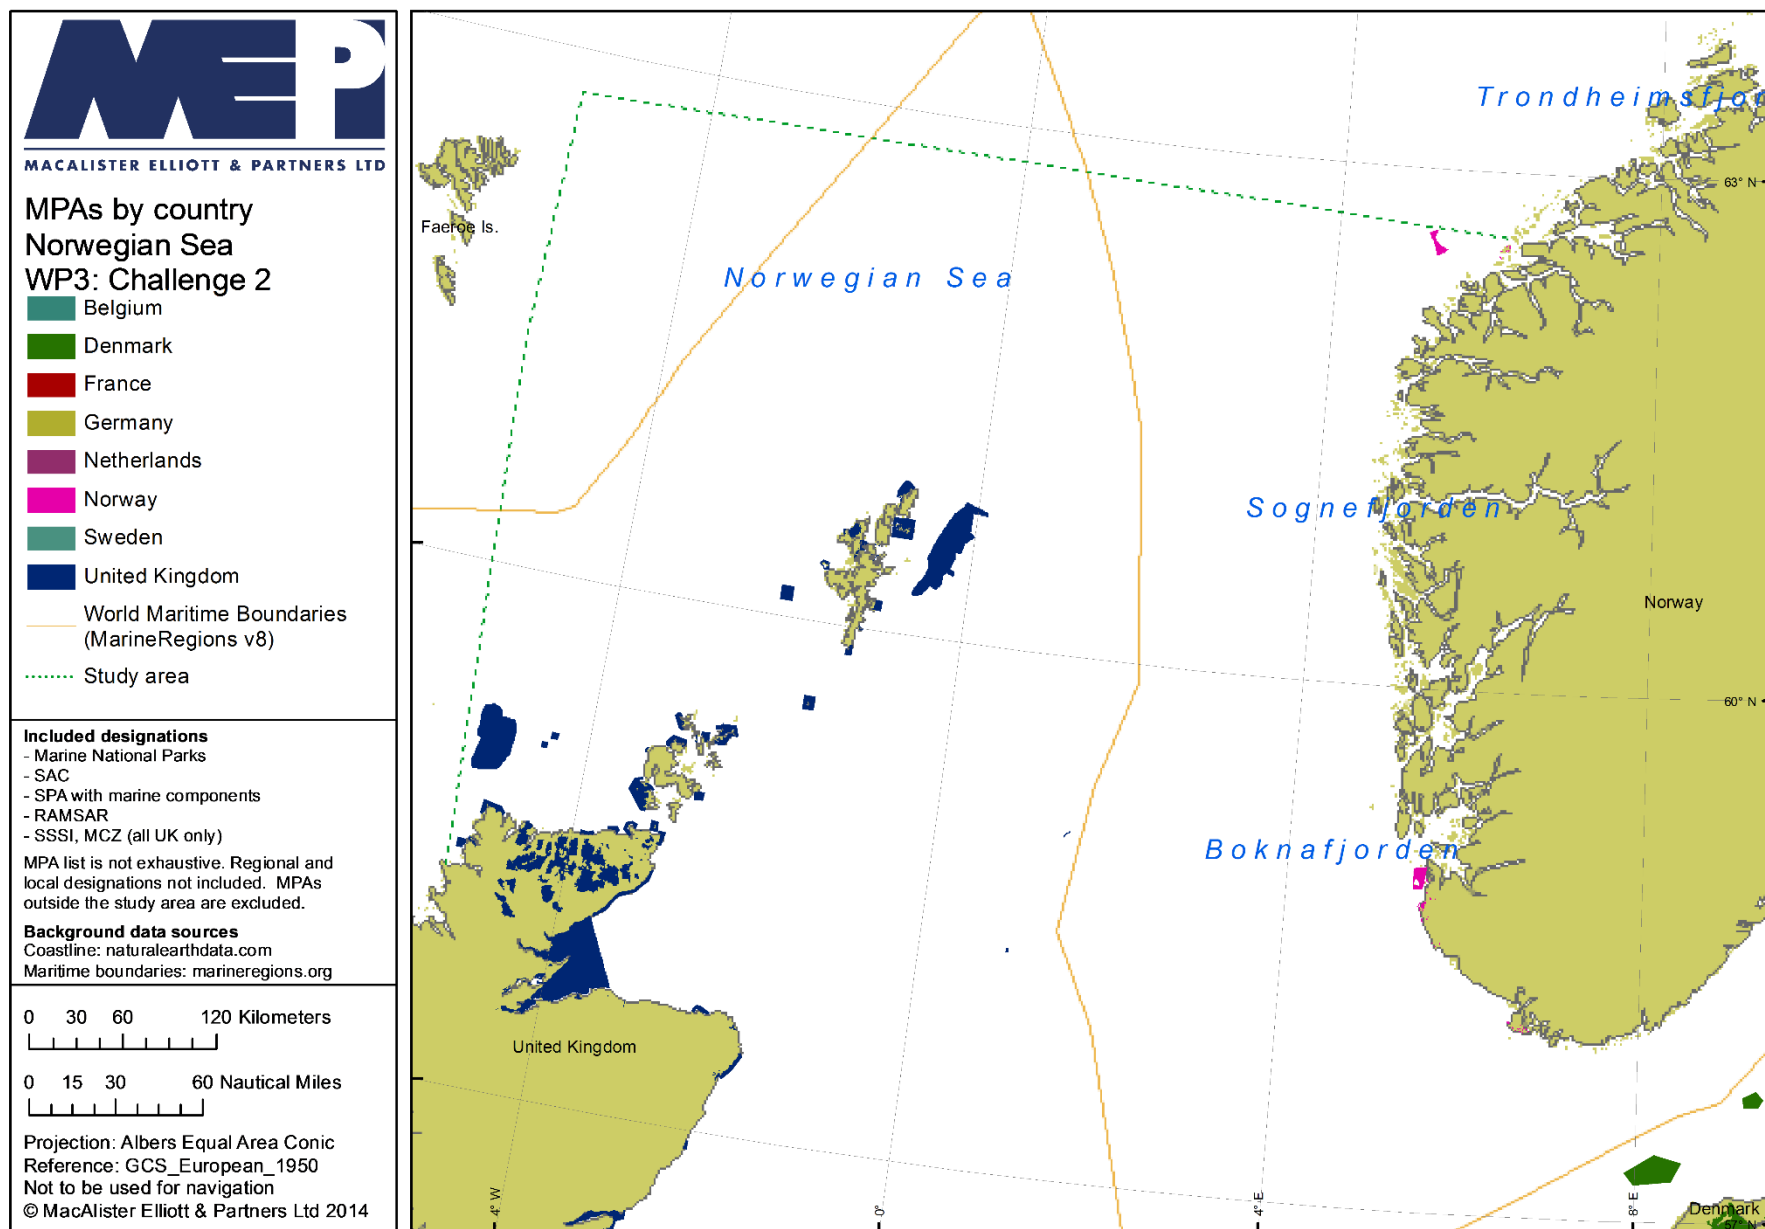 MEP
MACALISTER ELLIOTT & PARTNERS LTD
MPAs by country
Norwegian Sea
WP3: Challenge 2
Belgium
Denmark
France
Germany
Netherlands
Norway
Sweden
United Kingdom
World Maritime Boundaries
(MarineRegions v8)
Study area
Included designations
- Marine National Parks
- SAC
- SPA with marine components
- RAMSAR
- SSSI, MCZ (all UK only)
MPA list is not exhaustive. Regional and
local designations not included. MPAs
outside the study area are excluded.
Background data sources
Coastline: naturalearthdata.com
Maritime boundaries: marineregions.org
0 30 60 120 Kilometers
0 15 30 60 Nautical Miles
Projection: Albers Equal Area Conic
Reference: GCS_European_1950
Not to be used for navigation
© MacAlister Elliott & Partners Ltd 2014
Trondheimsfjor
63° N
Faeroe Is.
Norwegian Sea
Sognefjorden
Norway
60° N
Boknafjorden
United Kingdom
4° W
0°
4° E
8° E
Denmark
57° N